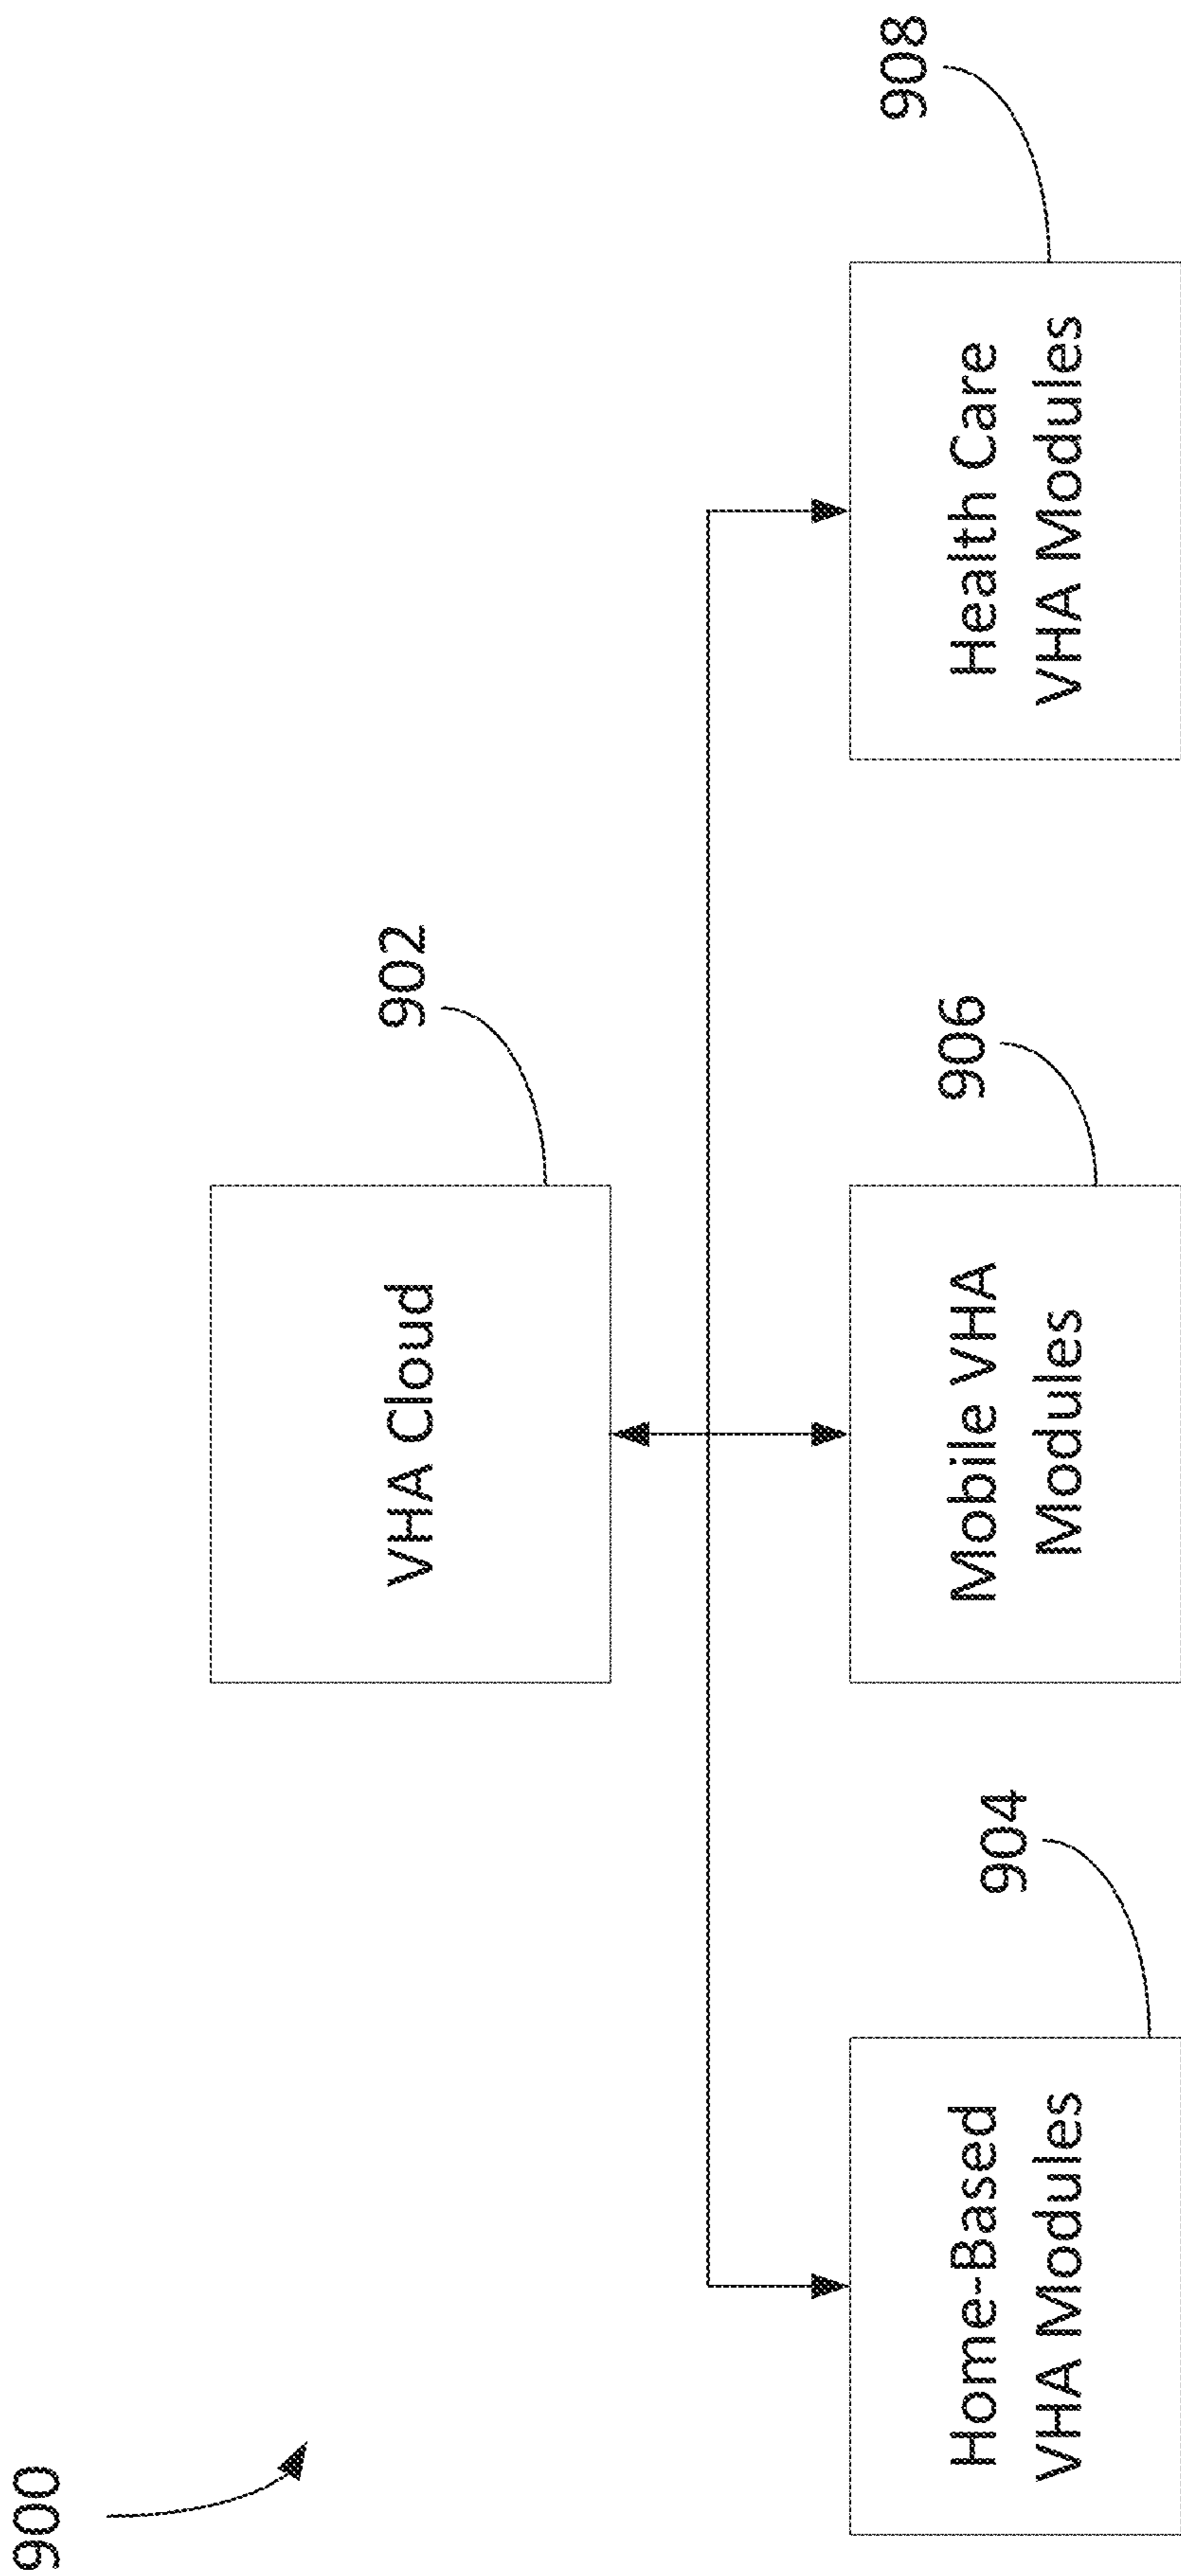 900
VHA Cloud
902
Home-Based
VHA Modules
904
Mobile VHA
Modules
906
Health Care
VHA Modules
908